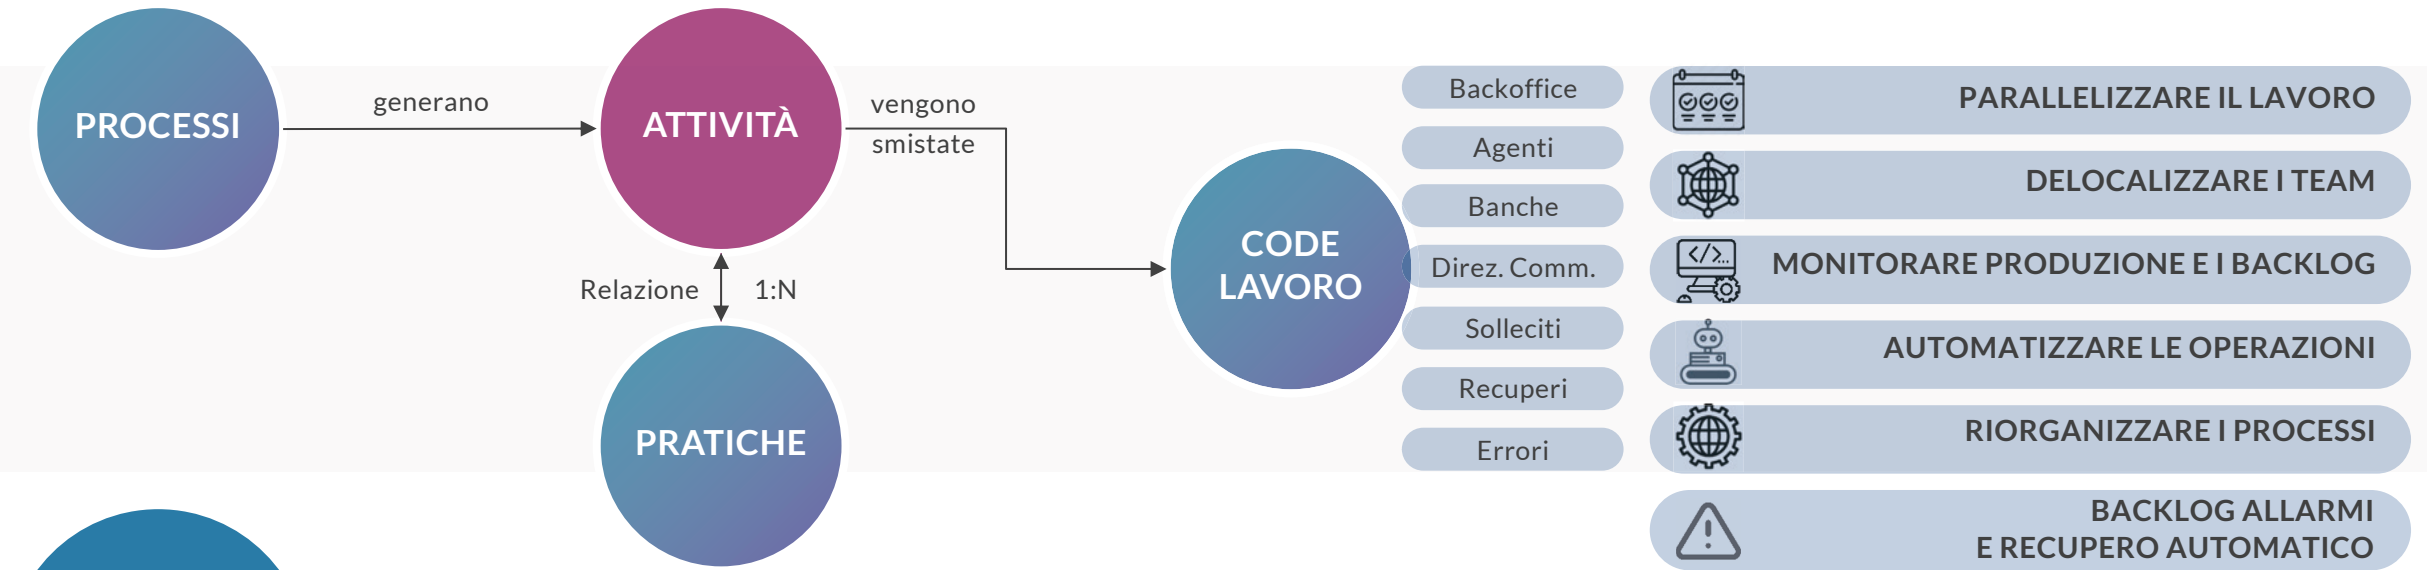 PROCESSI
generano
ATTIVITÀ
vengono
smistate
Relazione
1:N
PRATICHE
CODE
LAVORO
Backoffice
Agenti
Banche
Direz. Comm.
Solleciti
Recuperi
Errori
PARALLELIZZARE IL LAVORO
DELOCALIZZARE I TEAM
</>...
MONITORARE PRODUZIONE E I BACKLOG
AUTOMATIZZARE LE OPERAZIONI
RIORGANIZZARE I PROCESSI
BACKLOG ALLARMI
E RECUPERO AUTOMATICO